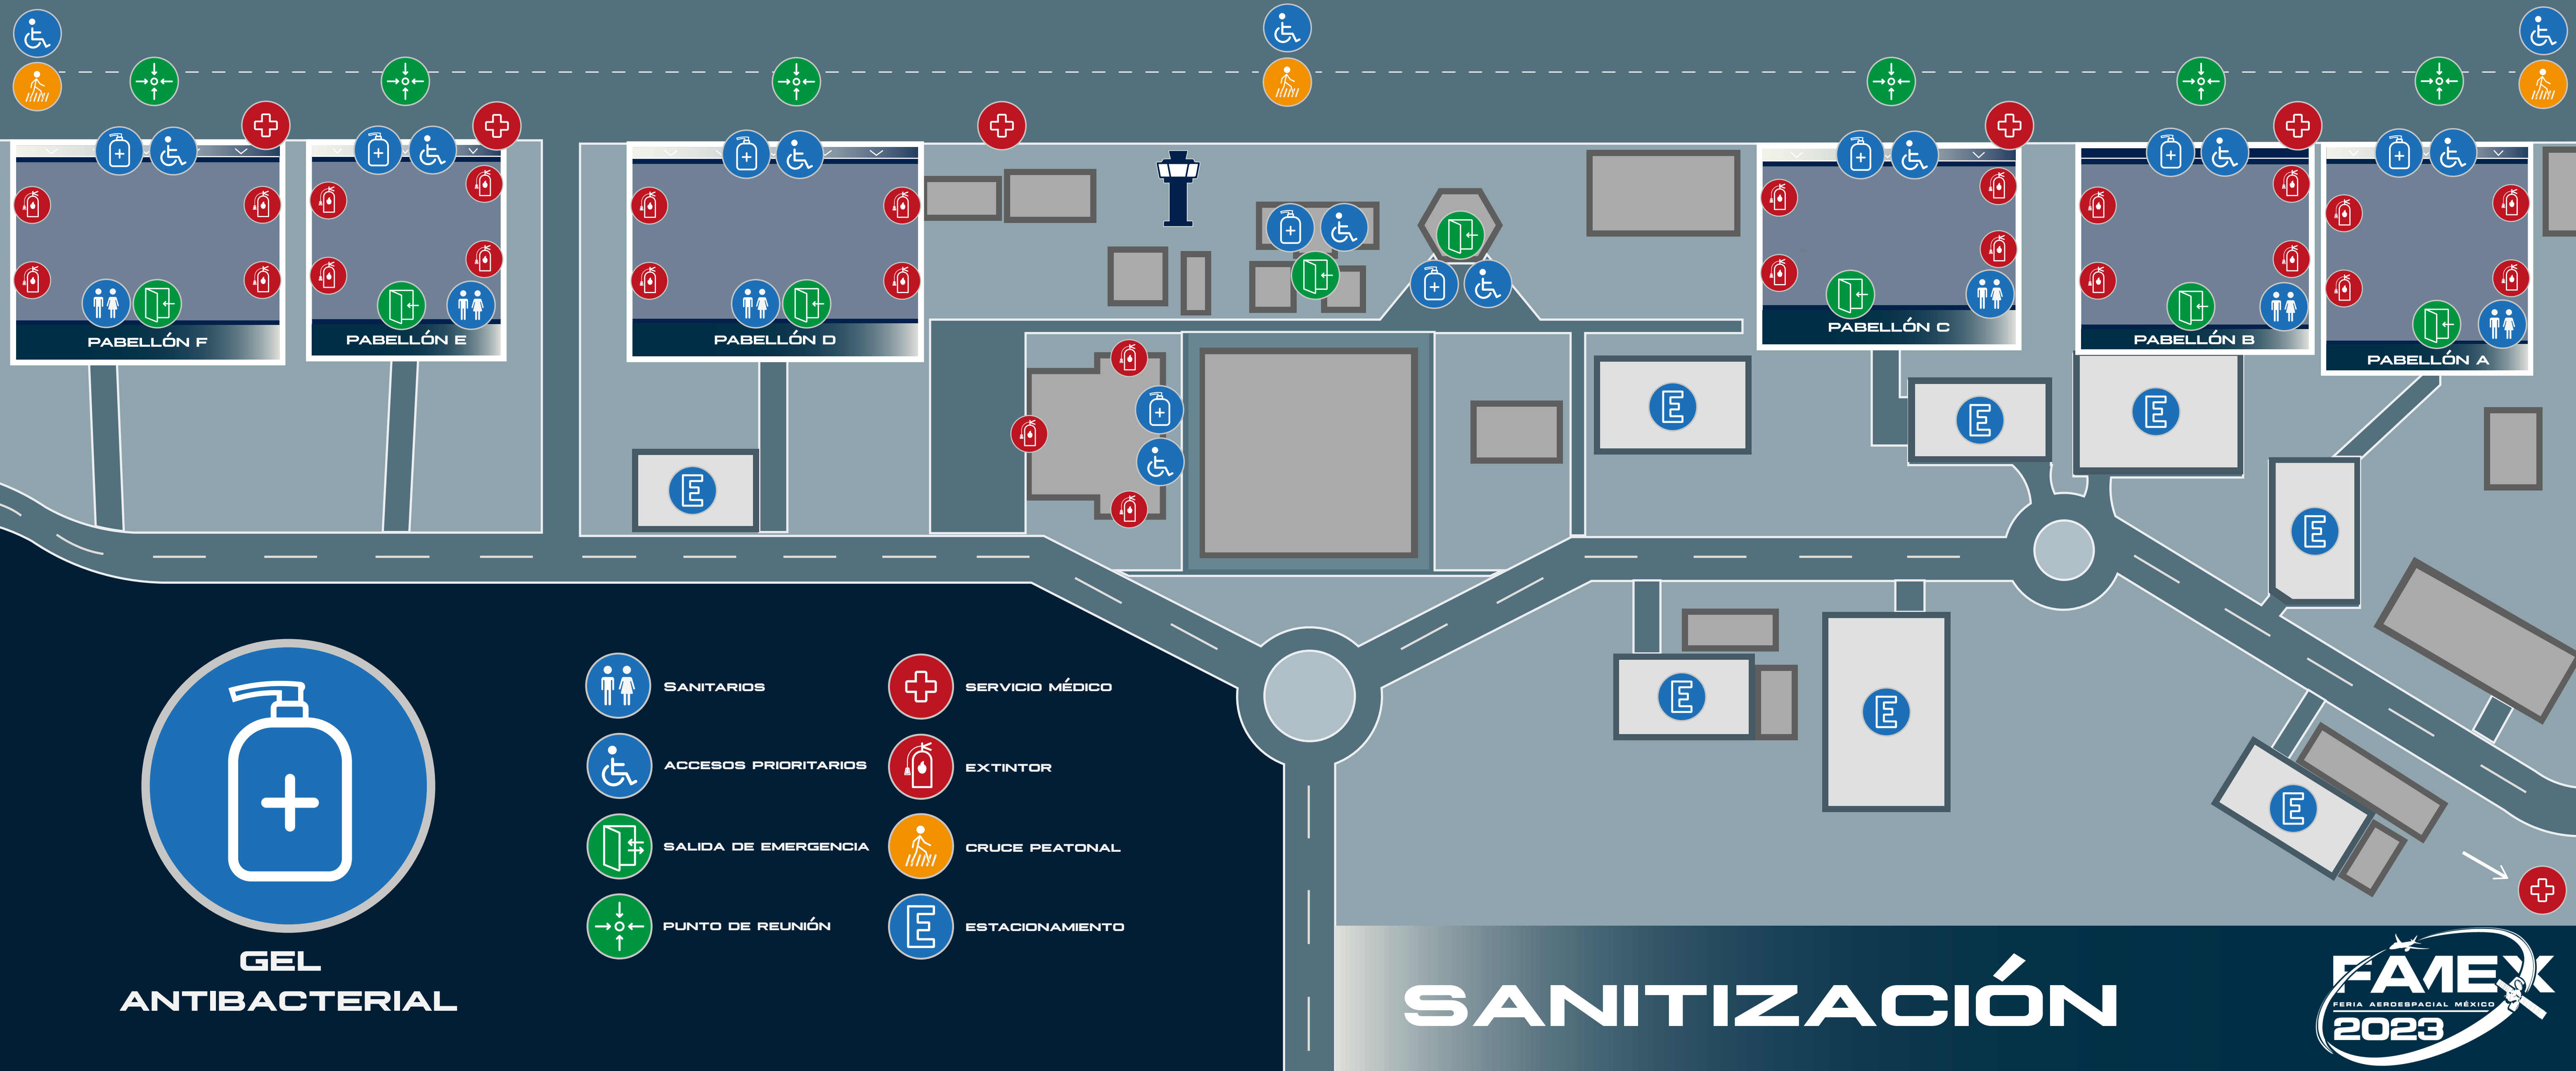 PABELLÓN F
PABELLÓN E
PABELLÓN D
PABELLÓN C
PABELLÓN B
PABELLÓN A
E
E
E
E
E
E
E
E
GEL
ANTIBACTERIAL
SANITARIOS
ACCESOS PRIORITARIOS
SALIDA DE EMERGENCIA
PUNTO DE REUNIÓN
SERVICIO MÉDICO
EXTINTOR
CRUCE PEATONAL
E
ESTACIONAMIENTO
SANITIZACIÓN
FAMEX
FERIA AEROESPACIAL MÉXICO
2023